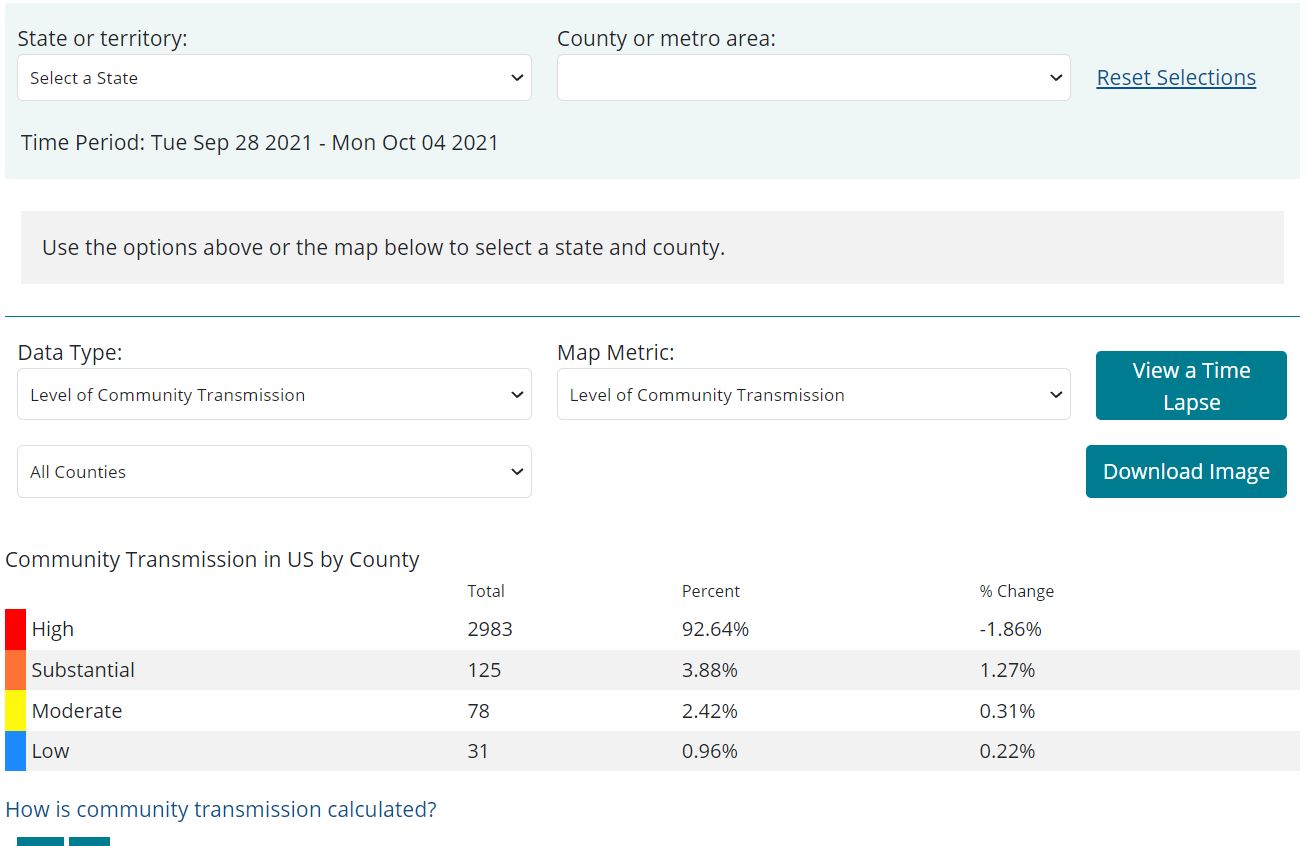 State or territory: County or metro area:
Select a State Reset Selections
Time Period: Tue Sep 28 2021 - Mon Oct 04 2021
Use the options above or the map below to select a state and county.
Data Type: Map Metric:
Level of Community Transmission Level of Community Transmission View a Time
Lapse
All Counties Download Image
Community Transmission in US by County
Total Percent % Change
High 2983 92.64% -1.86%
Substantial 125 3.88% 1.27%
Moderate 78 2.42% 0.31%
Low 31 0.96% 0.22%
How is community transmission calculated?